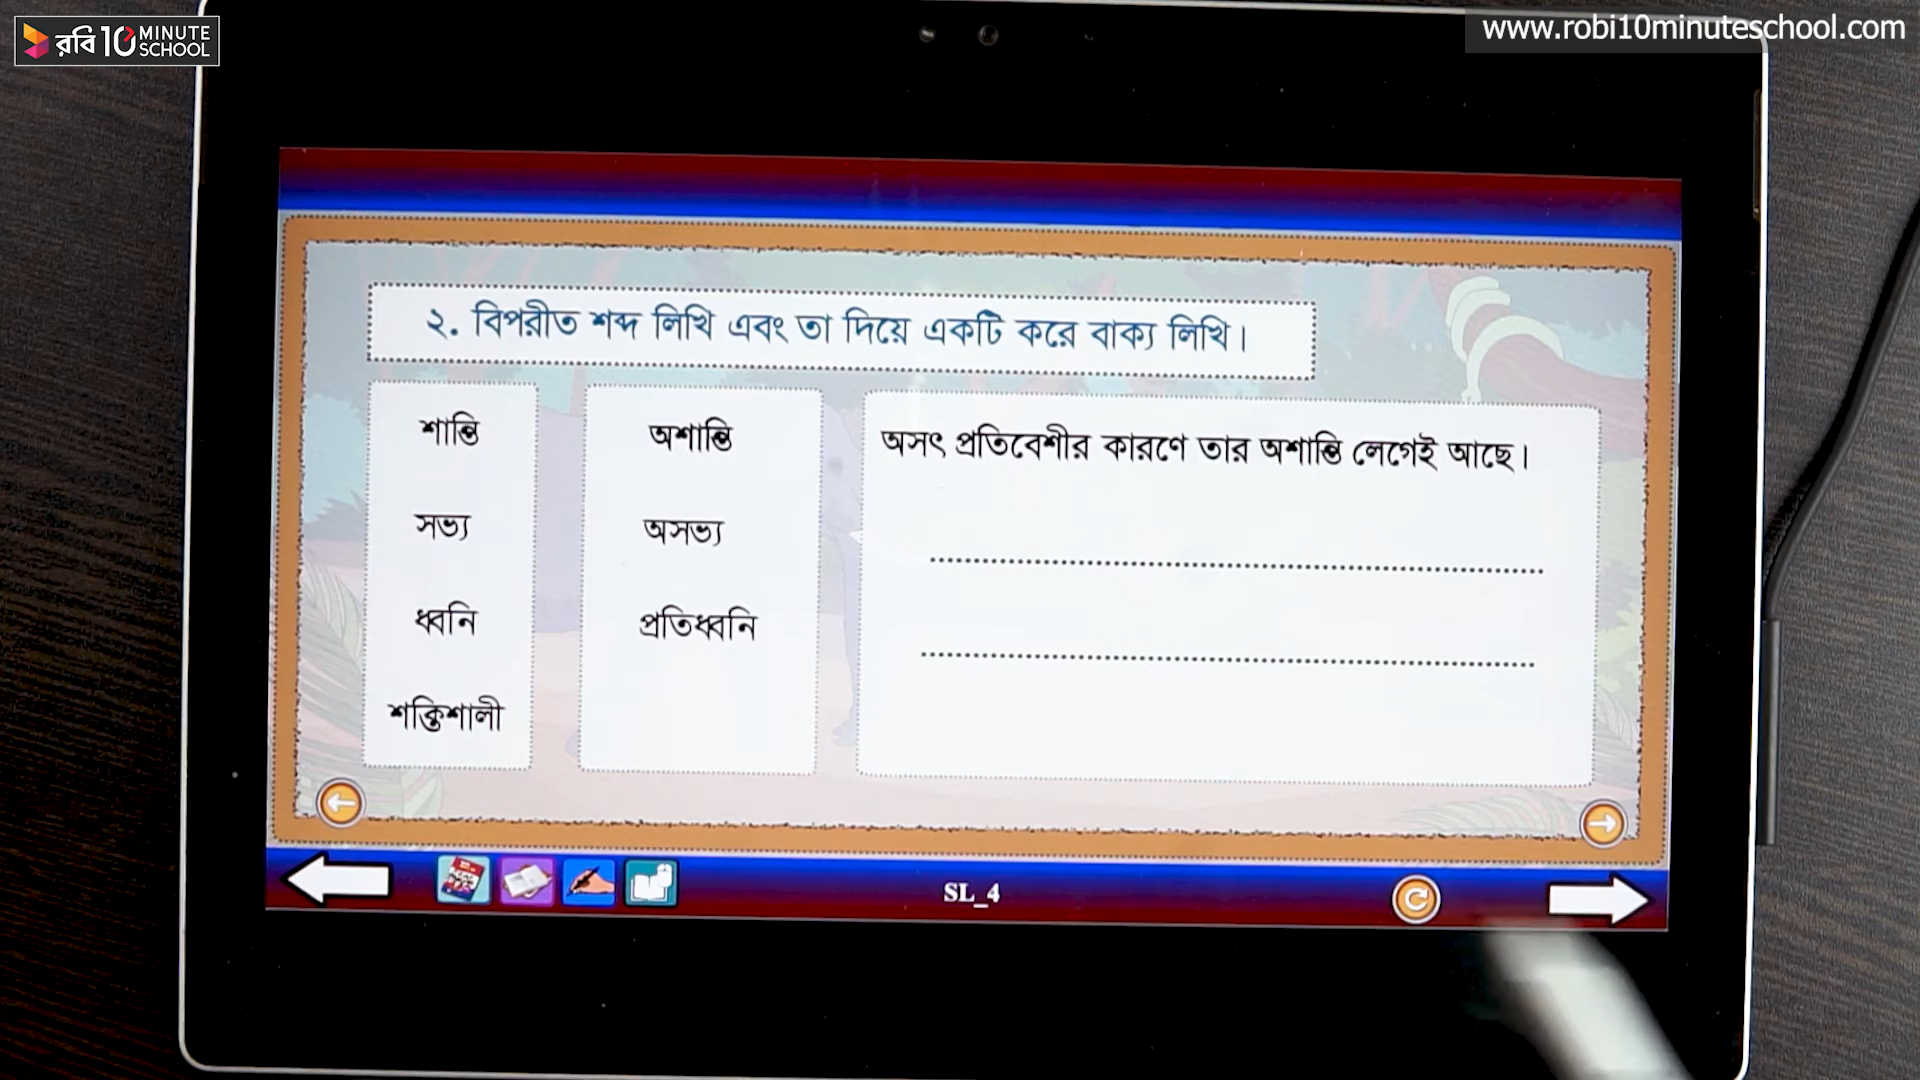 রবি 10 MINUTE SCHOOL
www.robi10minuteschool.com
২. বিপরীত শব্দ লিখি এবং তা দিয়ে একটি করে বাক্য লিখি।
শান্তি অশান্তি অসৎ প্রতিবেশীর কারণে তার অশান্তি লেগেই আছে।
সভ্য অসভ্য
ধ্বনি প্রতিধ্বনি
শক্তিশালী
SL_4